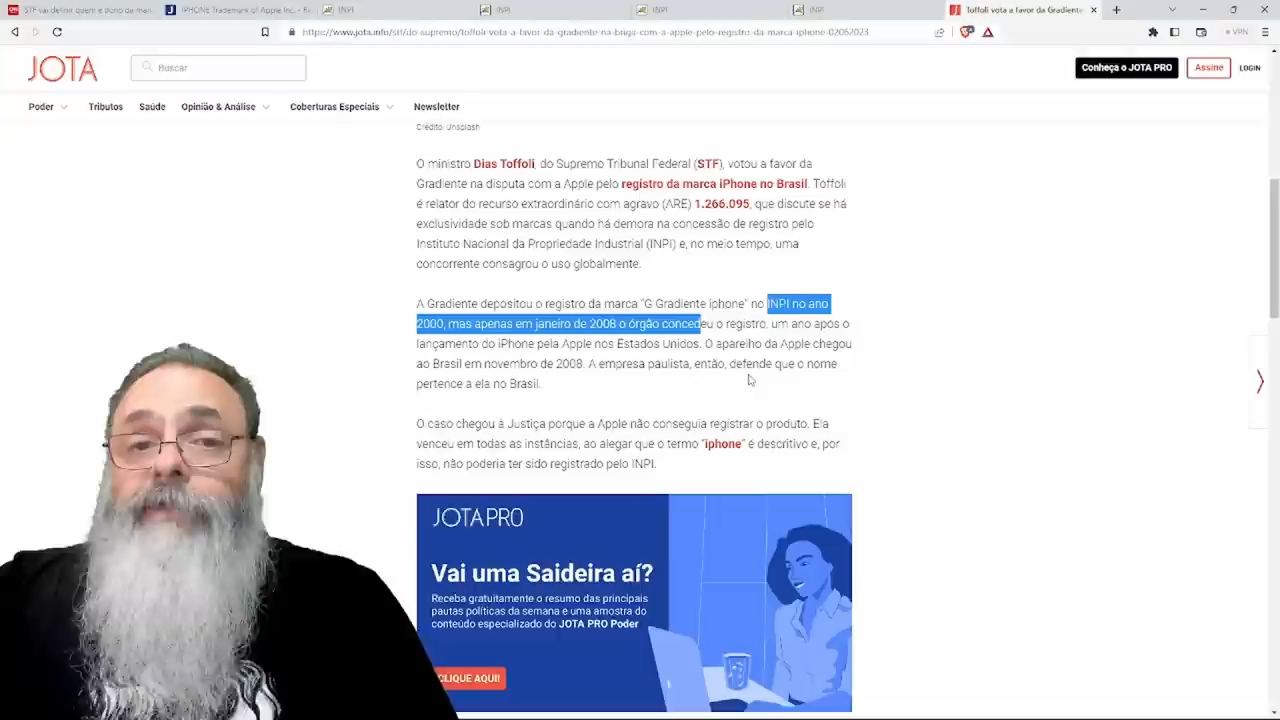 STF vai definir quem é dono da mar
IPHONE Trademark of Apple Inc. - R
INPI
INPI
INPI
INPI
Toffoli vota a favor da Gradiente
https://www.jota.info/stf/do-supremo/toffoli-vota-a-favor-da-gradiente-na-briga-com-a-apple-pelo-registro-da-marca-iphone-02062023
VPN
JOTA
Buscar
Conheça o JOTA PRO
Assine
LOGIN
Poder
Tributos
Saúde
Opinião & Análise
Coberturas Especiais
Newsletter
Crédito: Unsplash
O ministro Dias Toffoli, do Supremo Tribunal Federal (STF), votou a favor da
Gradiente na disputa com a Apple pelo registro da marca iPhone no Brasil. Toffoli
é relator do recurso extraordinário com agravo (ARE) 1.266.095, que discute se há
exclusividade sob marcas quando há demora na concessão de registro pelo
Instituto Nacional da Propriedade Industrial (INPI) e, no meio tempo, uma
concorrente consagrou o uso globalmente.
A Gradiente depositou o registro da marca "G Gradiente iphone" no INPI no ano
2000, mas apenas em janeiro de 2008 o órgão concedeu o registro, um ano após o
lançamento do iPhone pela Apple nos Estados Unidos. O aparelho da Apple chegou
ao Brasil em novembro de 2008. A empresa paulista, então, defende que o nome
pertence a ela no Brasil.
O caso chegou à Justiça porque a Apple não conseguia registrar o produto. Ela
venceu em todas as instâncias, ao alegar que o termo "iphone" é descritivo e, por
isso, não poderia ter sido registrado pelo INPI.
JOTA PRO
Vai uma Saideira aí?
Receba gratuitamente o resumo das principais
pautas políticas da semana e uma amostra do
conteúdo especializado do JOTA PRO Poder
CLIQUE AQUI!